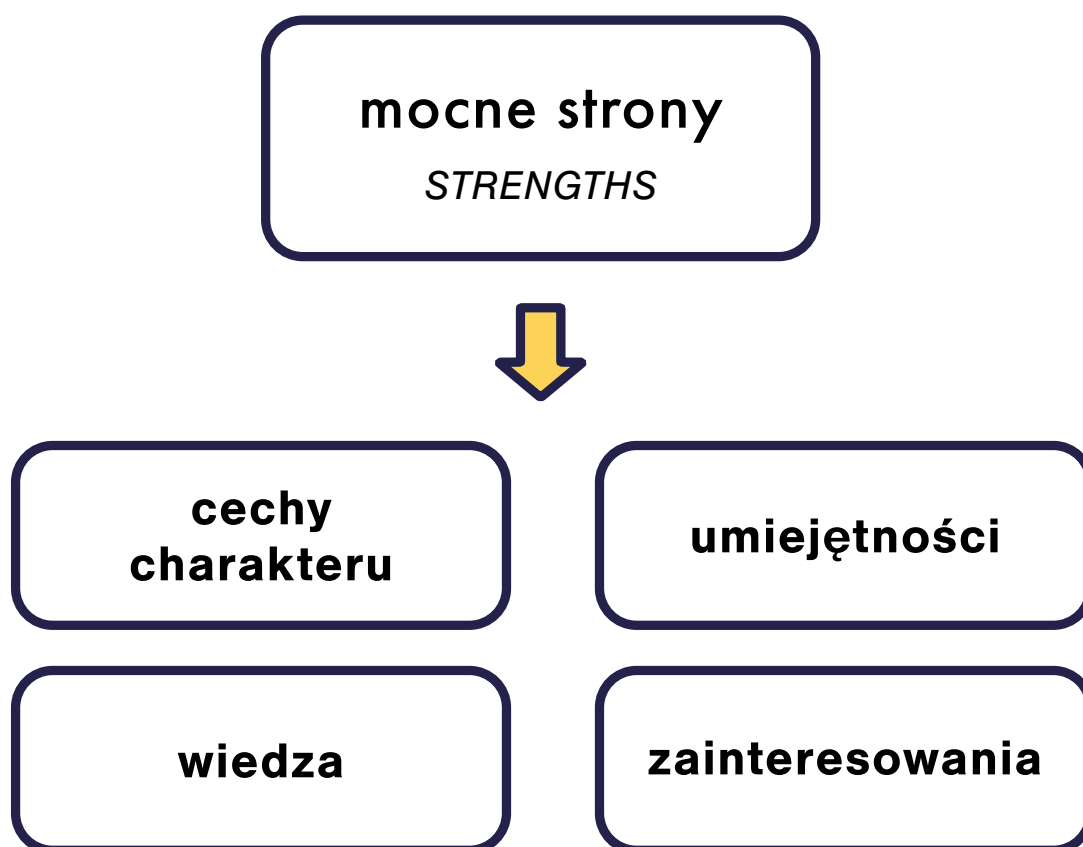 mocne strony
STRENGTHS
cechy
charakteru
umiejętności
wiedza
zainteresowania